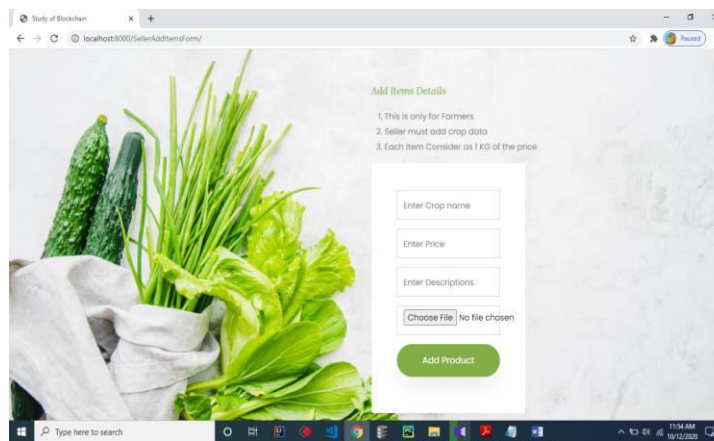 Study of Blockchain
localhost:8000/SellerAddItemsForm/
Paused
Add Items Details
1. This is only for Farmers
2. Seller must add crop data
3. Each Item Consider as 1 KG of the price
Enter Crop name
Enter Price
Enter Descriptions
Choose File No file chosen
Add Product
Type here to search
11:54 AM
10/12/2020